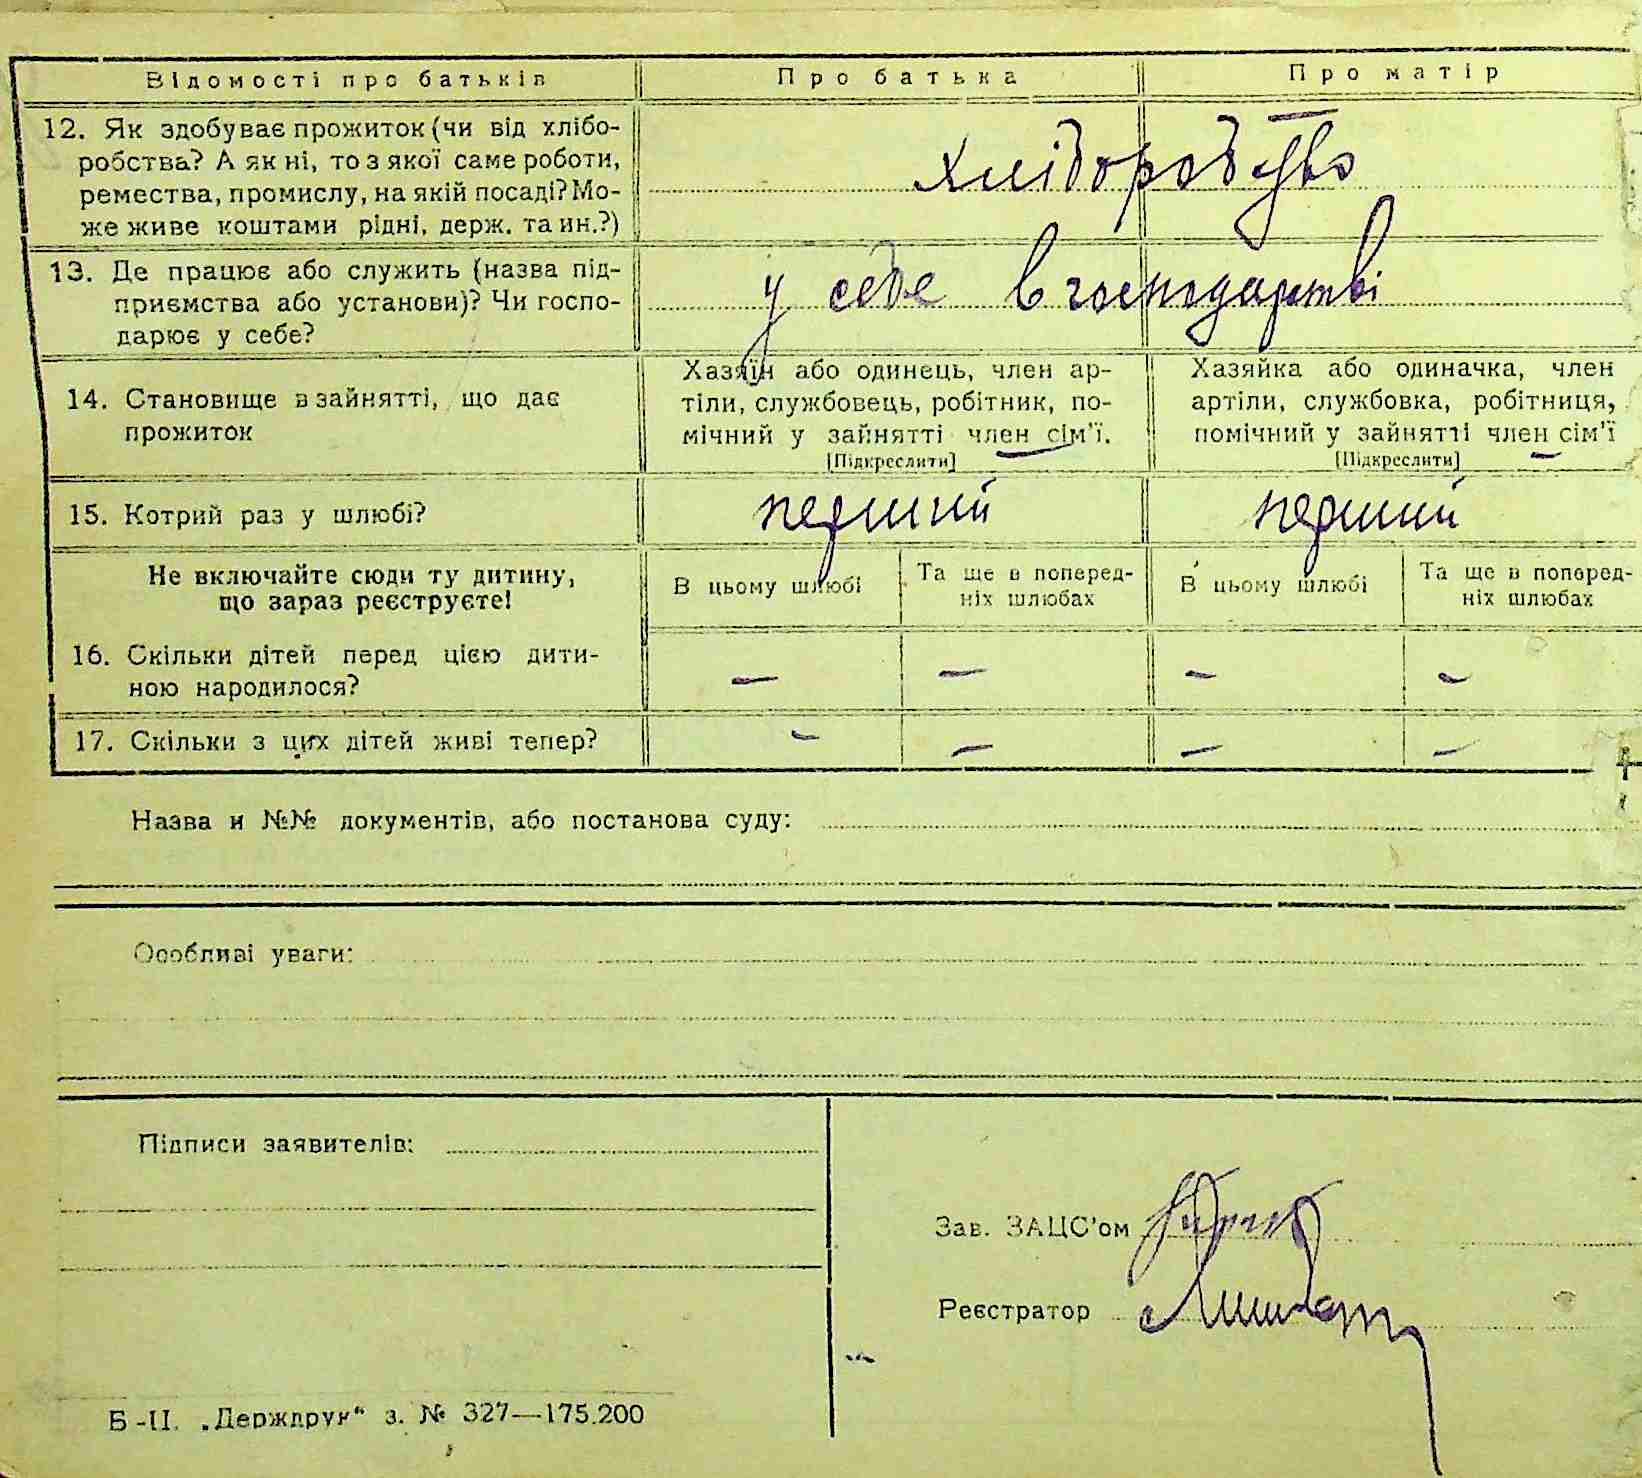 Відомості про батьків Про батька Про матір
12. Як здобуває прожиток (чи від хлібо-
робства? А як ні, то з якої саме роботи,
ремества, промислу, на якій посаді? Мо-
же живе коштами рідні, держ. та ин.?)
хліборобство
13. Де працює або служить (назва під-
приємства або установи)? Чи госпо-
дарює у себе?
у себе в господарстві
14. Становище в зайнятті, що дає
прожиток
Хазяїн або одинець, член ар-
тіли, службовець, робітник, по-
мічний у зайнятті член сім'ї.
[Підкреслити]
Хазяйка або одиначка, член
артіли, службовка, робітниця,
помічний у зайнятті член сім'ї
[Підкреслити]
15. Котрий раз у шлюбі? перший перший
Не включайте сюди ту дитину,
що зараз реєструєте!
В цьому шлюбі
Та ще в поперед-
ніх шлюбах
В цьому шлюбі
Та ще в поперед-
ніх шлюбах
16. Скільки дітей перед цією дити-
ною народилося?
– – – –
17. Скільки з цих дітей живі тепер? – – – –
Назва и №№ документів, або постанова суду:
Особливі уваги:
Підписи заявителів:
Зав. ЗАЦС'ом
Реєстратор
Б-II. „Держдрук" з. № 327—175.200